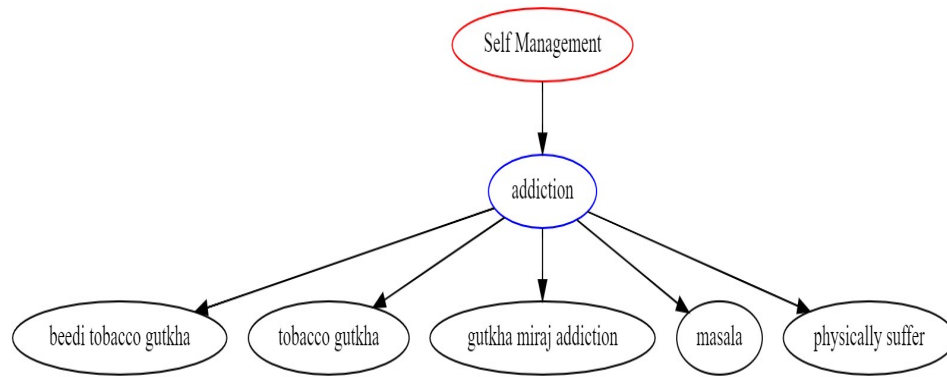 Self Management
addiction
beedi tobacco gutkha
tobacco gutkha
gutkha miraj addiction
masala
physically suffer